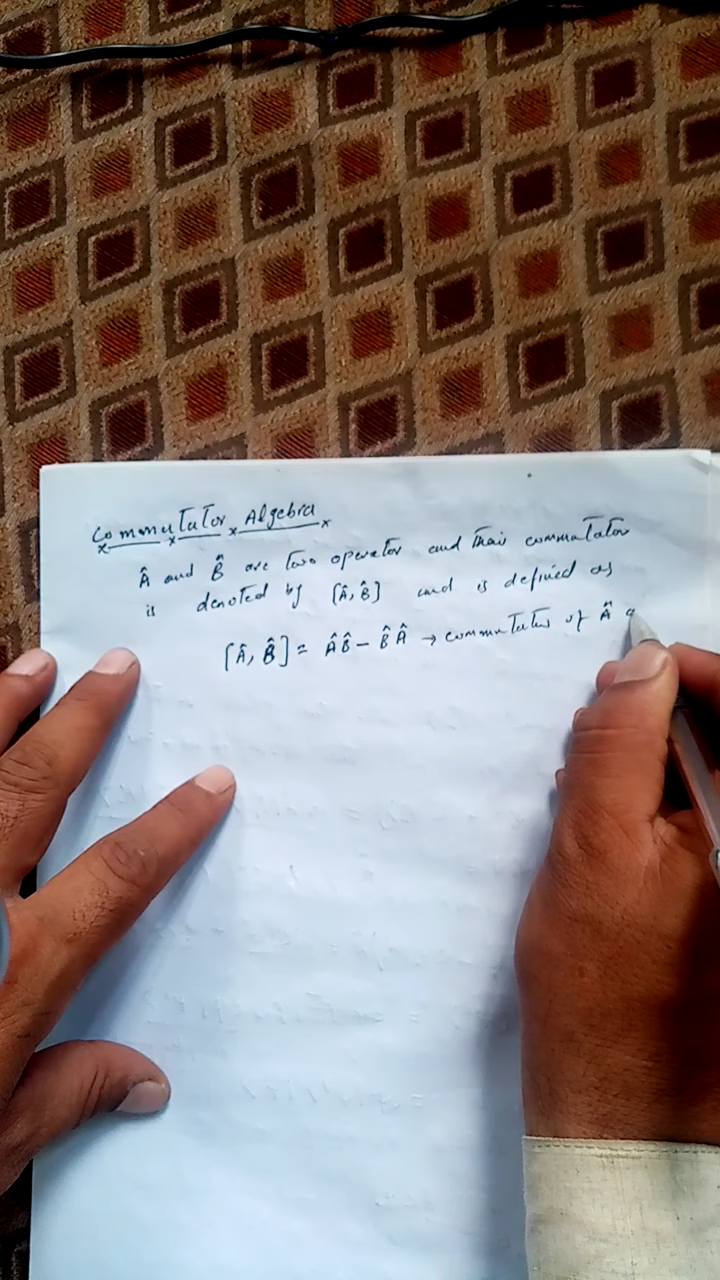 Commutator Algebra
Â and B̂ are two operator and their commutator
is denoted by [Â, B̂] and is defined as
[Â, B̂] = ÂB̂ - B̂Â → commutator of Â a